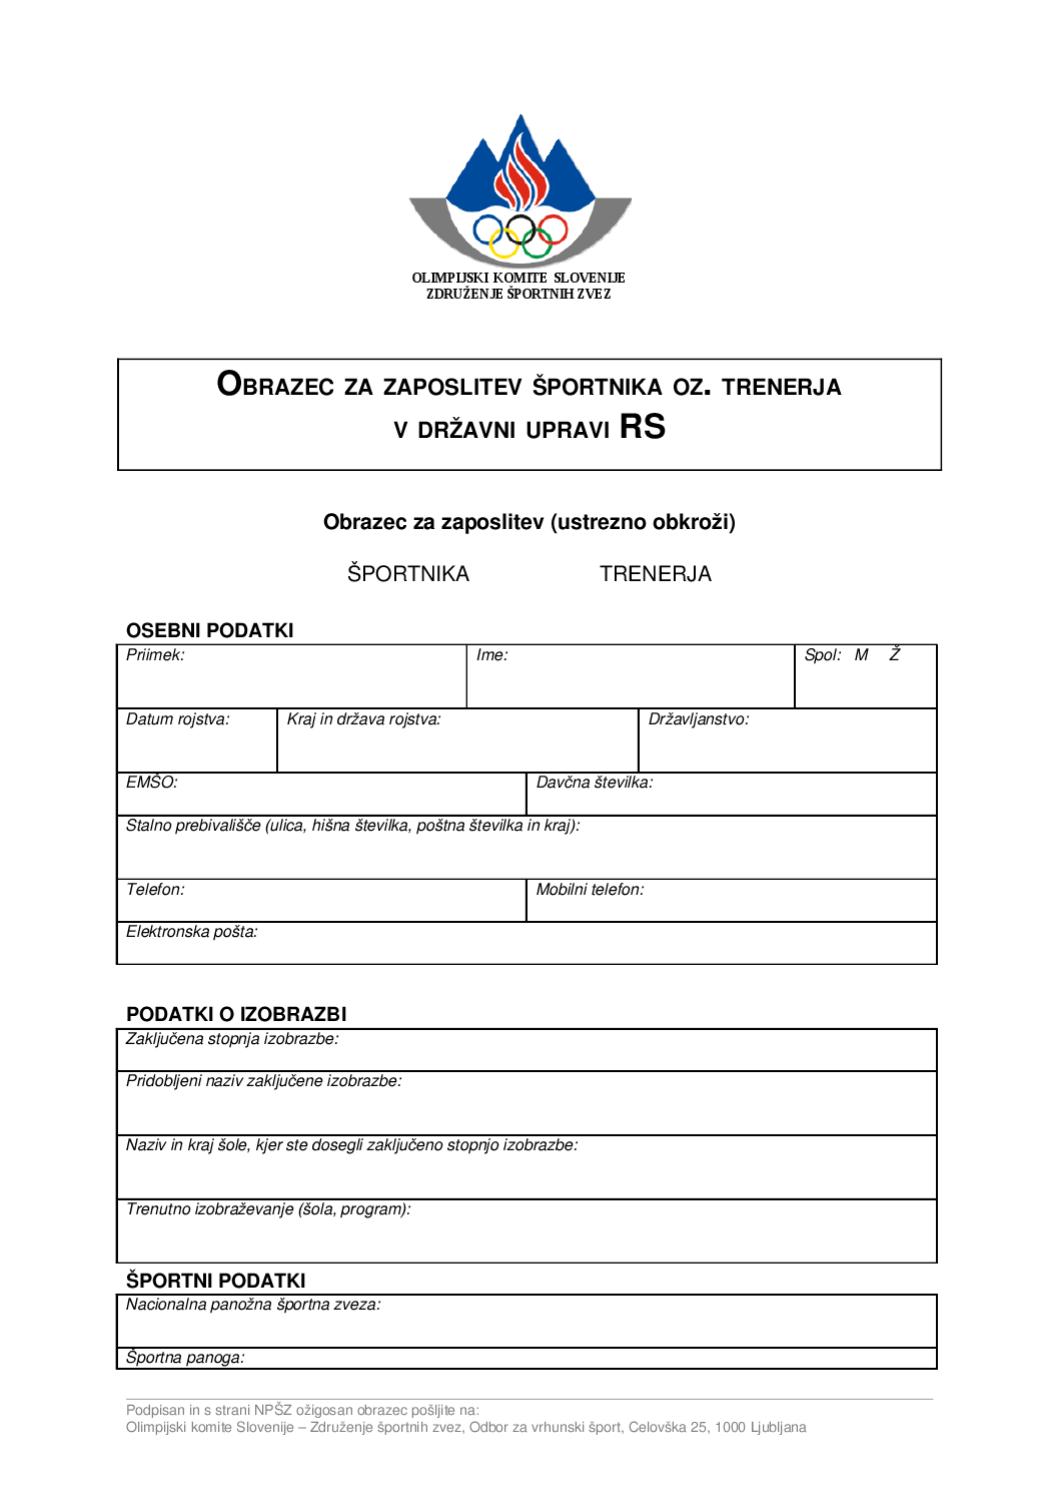 OLIMPIJSKI KOMITE SLOVENIJE
ZDRUŽENJE ŠPORTNIH ZVEZ
OBRAZEC ZA ZAPOSLITEV ŠPORTNIKA OZ. TRENERJA
V DRŽAVNI UPRAVI RS
Obrazec za zaposlitev (ustrezno obkroži)
ŠPORTNIKA TRENERJA
OSEBNI PODATKI
Priimek: Ime: Spol: M Ž
Datum rojstva: Kraj in država rojstva: Državljanstvo:
EMŠO: Davčna številka:
Stalno prebivališče (ulica, hišna številka, poštna številka in kraj):
Telefon: Mobilni telefon:
Elektronska pošta:
PODATKI O IZOBRAZBI
Zaključena stopnja izobrazbe:
Pridobljeni naziv zaključene izobrazbe:
Naziv in kraj šole, kjer ste dosegli zaključeno stopnjo izobrazbe:
Trenutno izobraževanje (šola, program):
ŠPORTNI PODATKI
Nacionalna panožna športna zveza:
Športna panoga:
Podpisan in s strani NPŠZ ožigosan obrazec pošljite na:
Olimpijski komite Slovenije – Združenje športnih zvez, Odbor za vrhunski šport, Celovška 25, 1000 Ljubljana